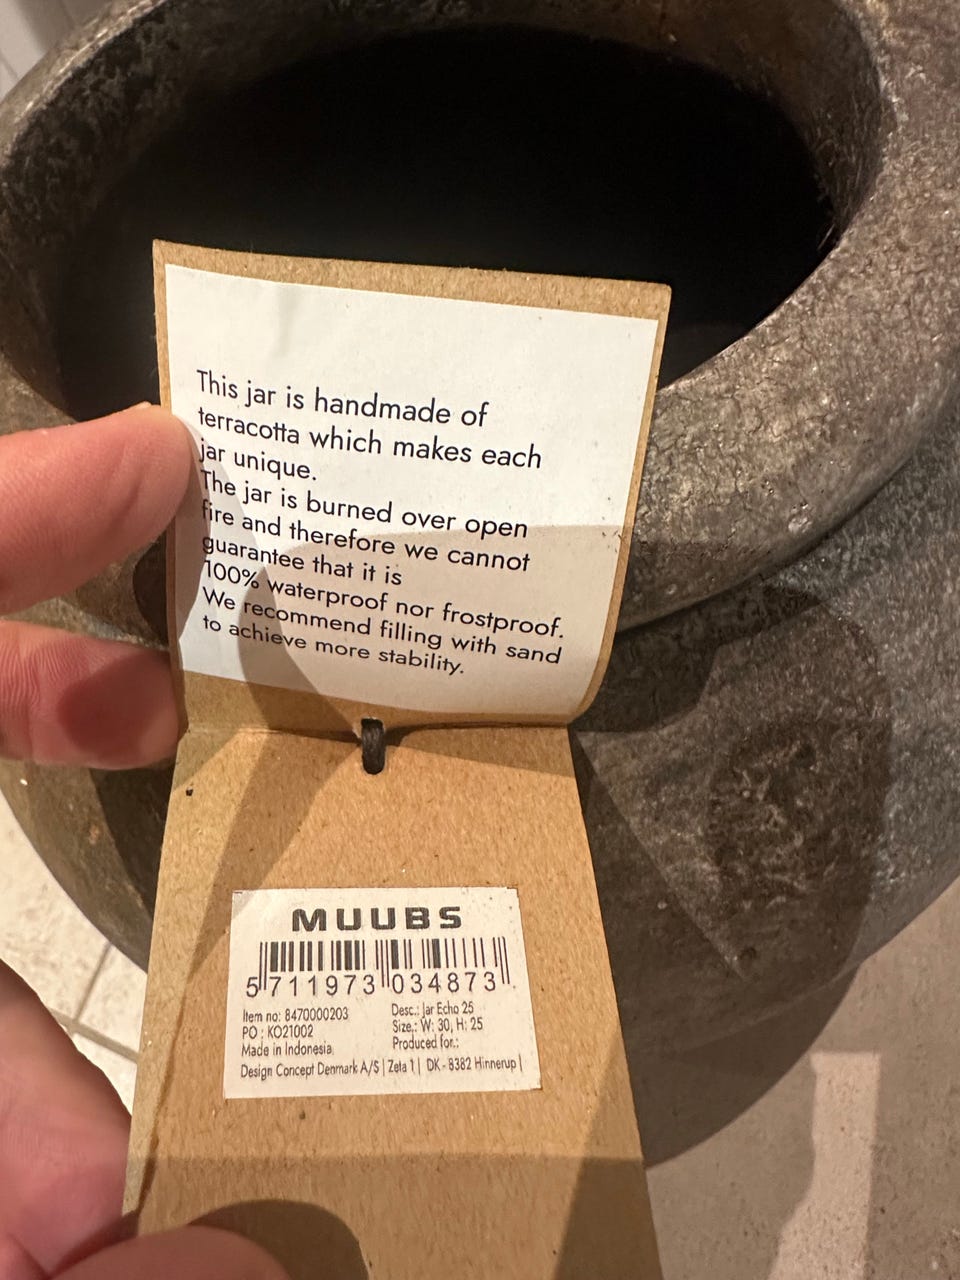 This jar is handmade of
terracotta which makes each
jar unique.
The jar is burned over open
fire and therefore we cannot
guarantee that it is
100% waterproof nor frostproof.
We recommend filling with sand
to achieve more stability.
MUUBS
5 711973 034873
Item no: 8470000203
Desc.: Jar Echo 25
PO : KO21002
Size.: W: 30, H: 25
Made in Indonesia
Produced for.:
Design Concept Denmark A/S | Zeta 1 | DK - 8382 Hinnerup |